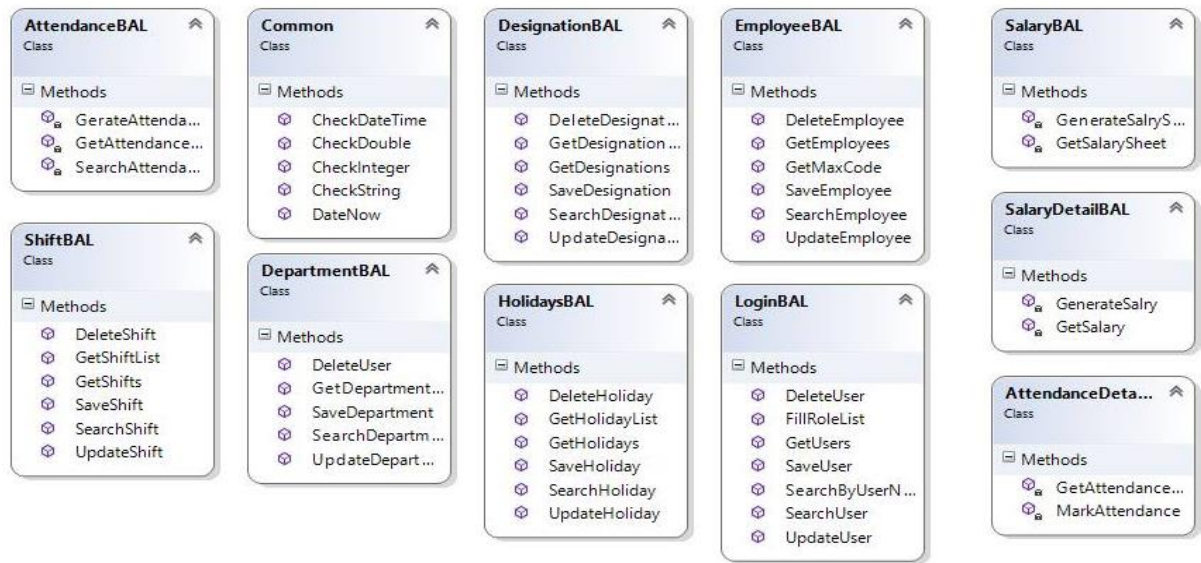 AttendanceBAL
Class
Methods
GerateAttenda...
GetAttendance...
SearchAttenda...
ShiftBAL
Class
Methods
DeleteShift
GetShiftList
GetShifts
SaveShift
SearchShift
UpdateShift
Common
Class
Methods
CheckDateTime
CheckDouble
CheckInteger
CheckString
DateNow
DepartmentBAL
Class
Methods
DeleteUser
GetDepartment...
SaveDepartment
SearchDepartm...
UpdateDepart...
DesignationBAL
Class
Methods
DeleteDesignat...
GetDesignation...
GetDesignations
SaveDesignation
SearchDesignat...
UpdateDesigna...
HolidaysBAL
Class
Methods
DeleteHoliday
GetHolidayList
GetHolidays
SaveHoliday
SearchHoliday
UpdateHoliday
EmployeeBAL
Class
Methods
DeleteEmployee
GetEmployees
GetMaxCode
SaveEmployee
SearchEmployee
UpdateEmployee
LoginBAL
Class
Methods
DeleteUser
FillRoleList
GetUsers
SaveUser
SearchByUserN...
SearchUser
UpdateUser
SalaryBAL
Class
Methods
GenerateSalryS...
GetSalarySheet
SalaryDetailBAL
Class
Methods
GenerateSalry
GetSalary
AttendanceDeta...
Class
Methods
GetAttendance...
MarkAttendance